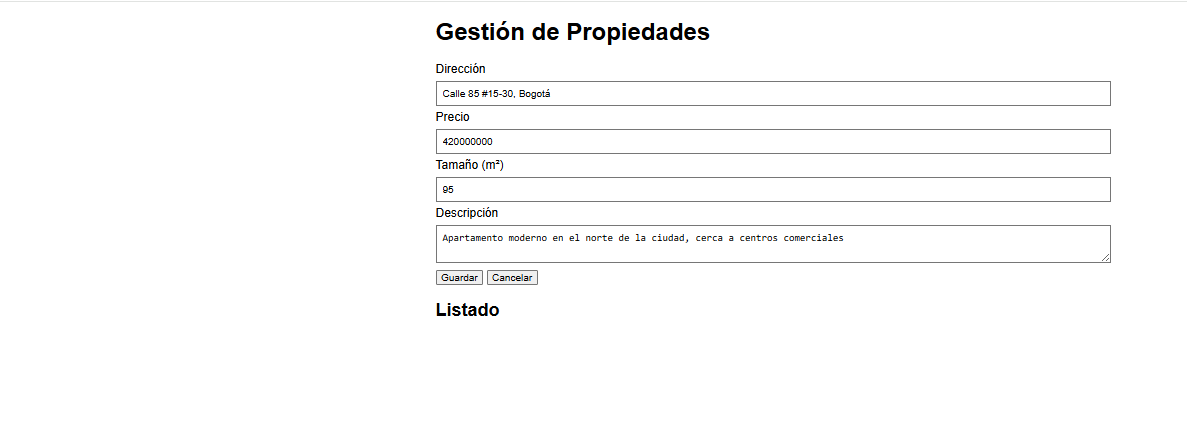 Gestión de Propiedades
Dirección
Calle 85 #15-30, Bogotá
Precio
420000000
Tamaño (m²)
95
Descripción
Apartamento moderno en el norte de la ciudad, cerca a centros comerciales
Guardar Cancelar
Listado